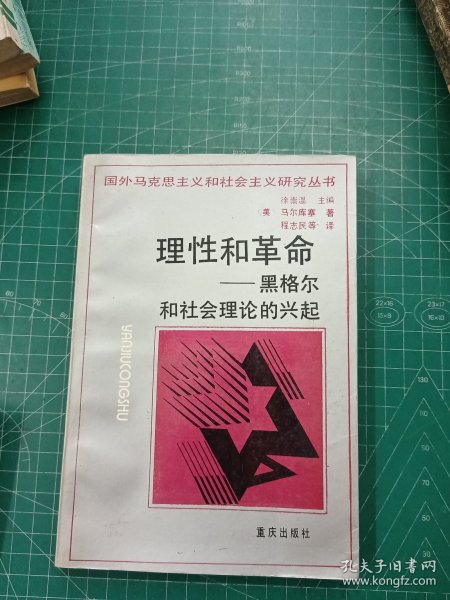 国外马克思主义和社会主义研究丛书
徐崇温 主编
美 马尔库塞 著
程志民等 译
理性和革命
——黑格尔
和社会理论的兴起
YANJIUCONGSHU
重庆出版社
孔夫子旧书网
www.kongfz.com